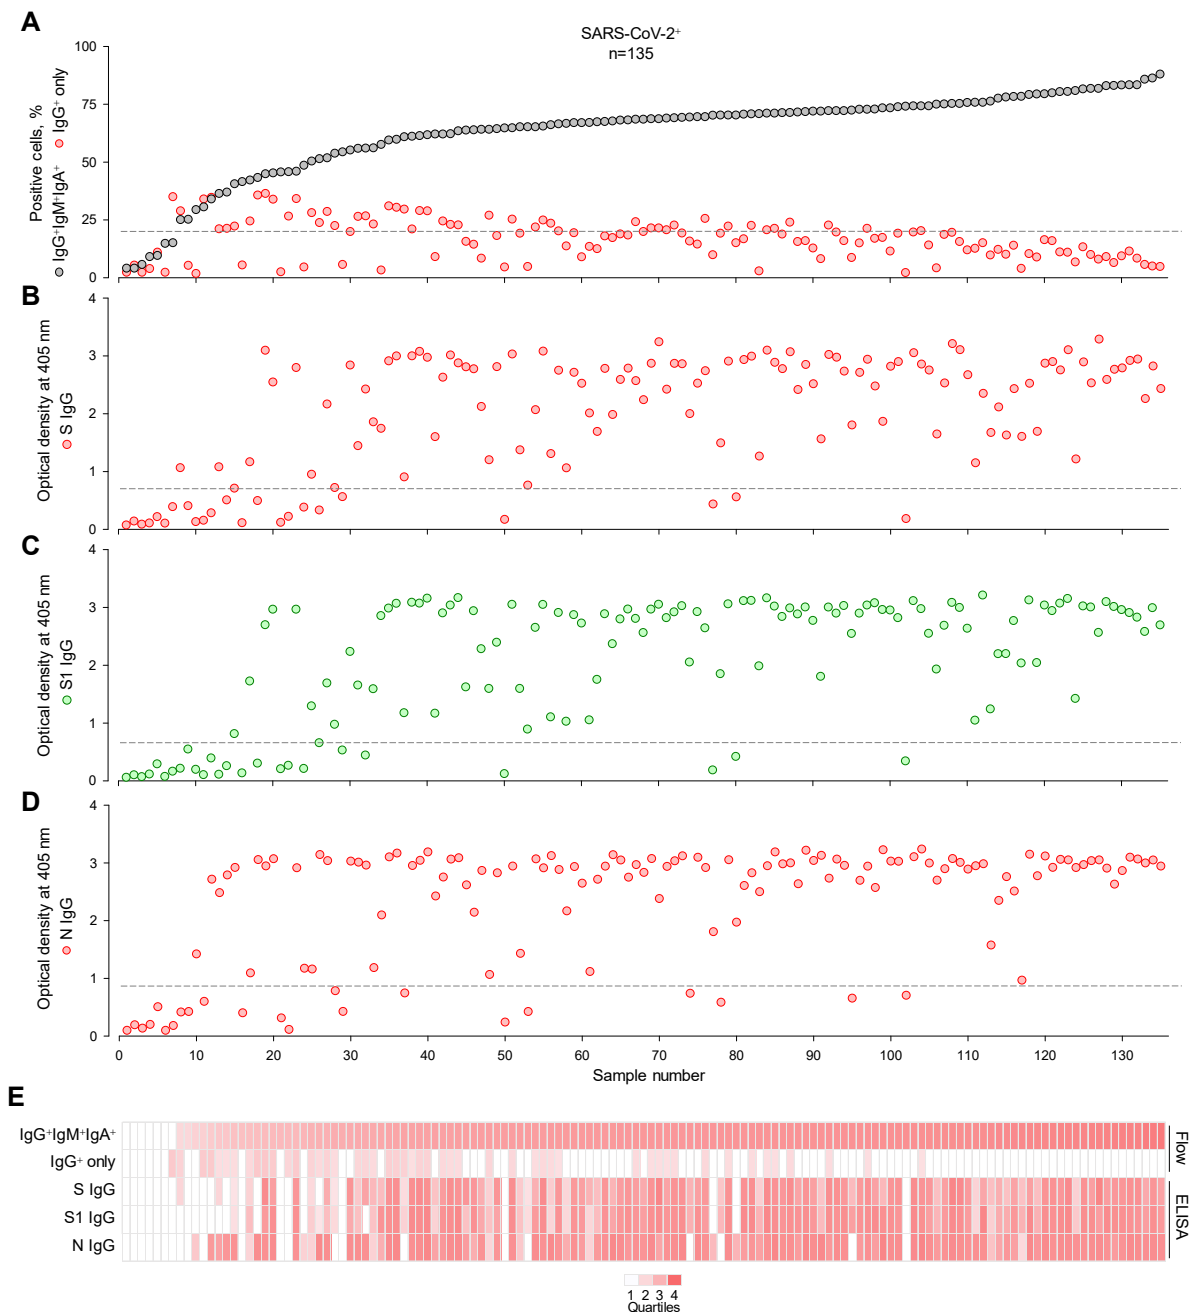 A
SARS-CoV-2⁺
n=135
Positive cells, %
IgG⁺IgM⁺IgA⁺ IgG⁺ only
100
75
50
25
0
B
Optical density at 405 nm
S IgG
4
3
2
1
0
C
Optical density at 405 nm
S1 IgG
4
3
2
1
0
D
Optical density at 405 nm
N IgG
4
3
2
1
0
0 10 20 30 40 50 60 70 80 90 100 110 120 130
Sample number
E
IgG⁺IgM⁺IgA⁺
IgG⁺ only
S IgG
S1 IgG
N IgG
Flow
ELISA
1 2 3 4
Quartiles